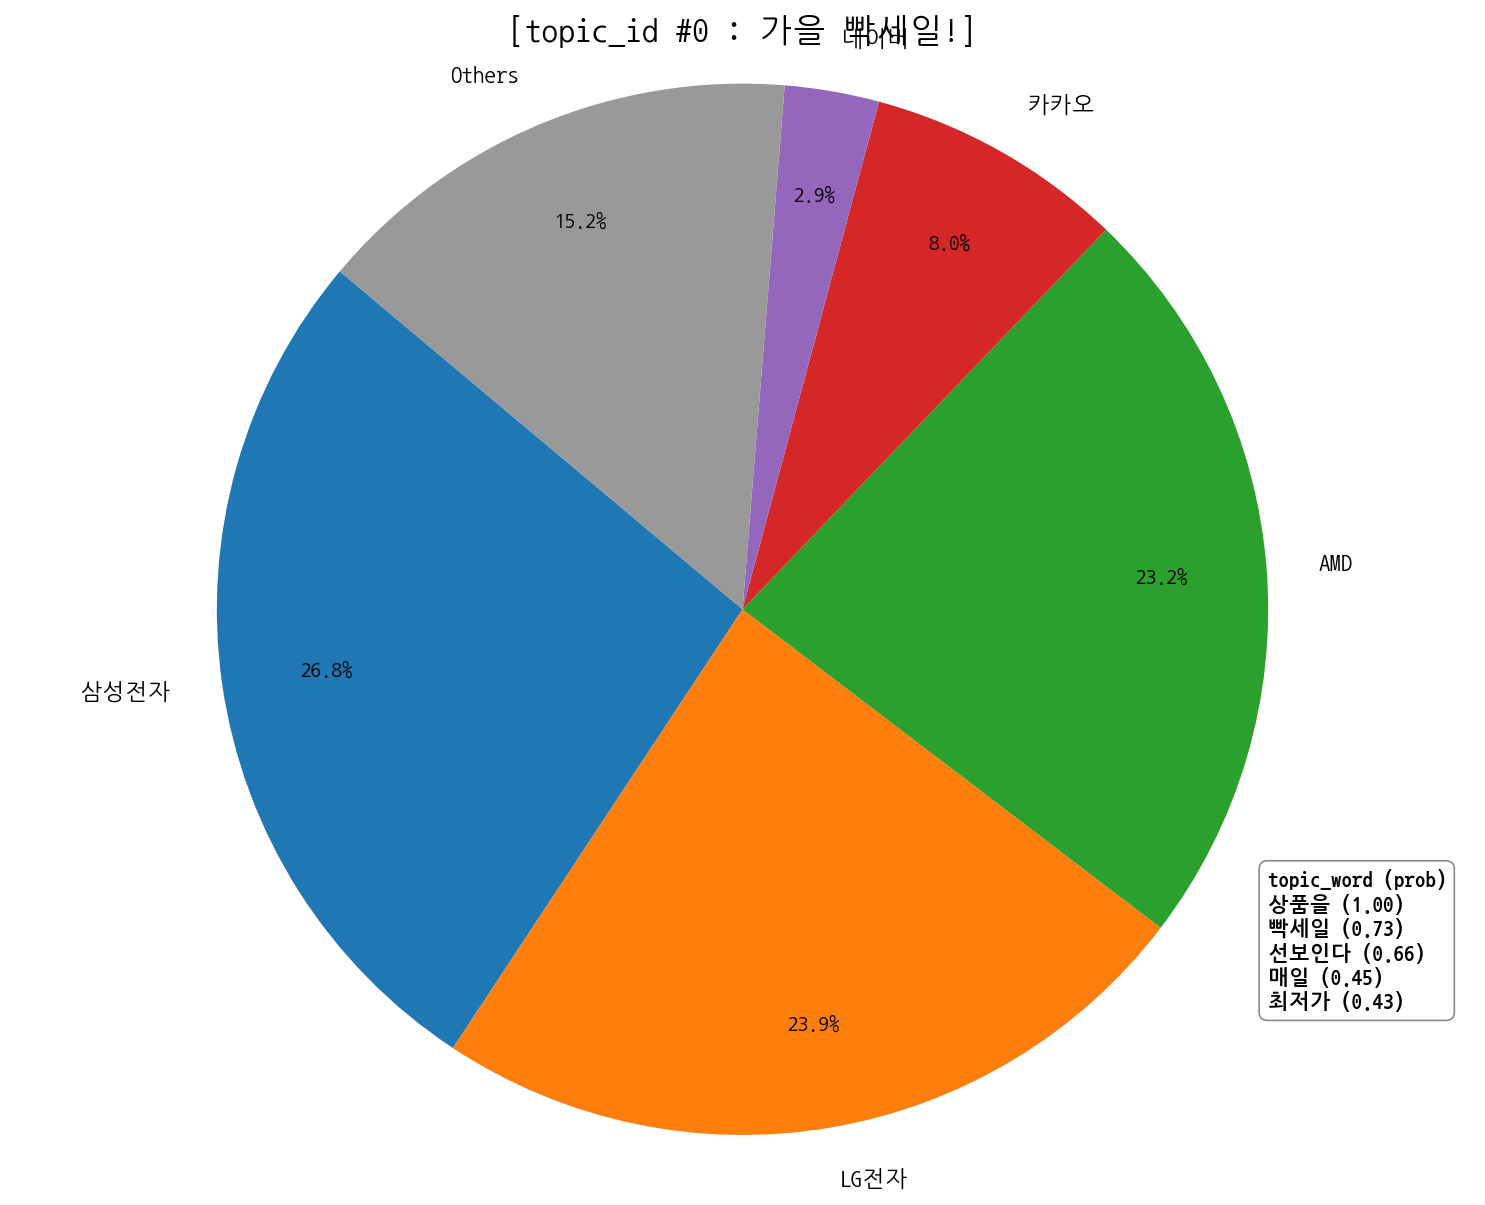 [topic_id #0 : 가을 빡세일!]
네이버
Others
카카오
2.9%
15.2%
8.0%
AMD
23.2%
26.8%
삼성전자
23.9%
LG전자
topic_word (prob)
상품을 (1.00)
빡세일 (0.73)
선보인다 (0.66)
매일 (0.45)
최저가 (0.43)